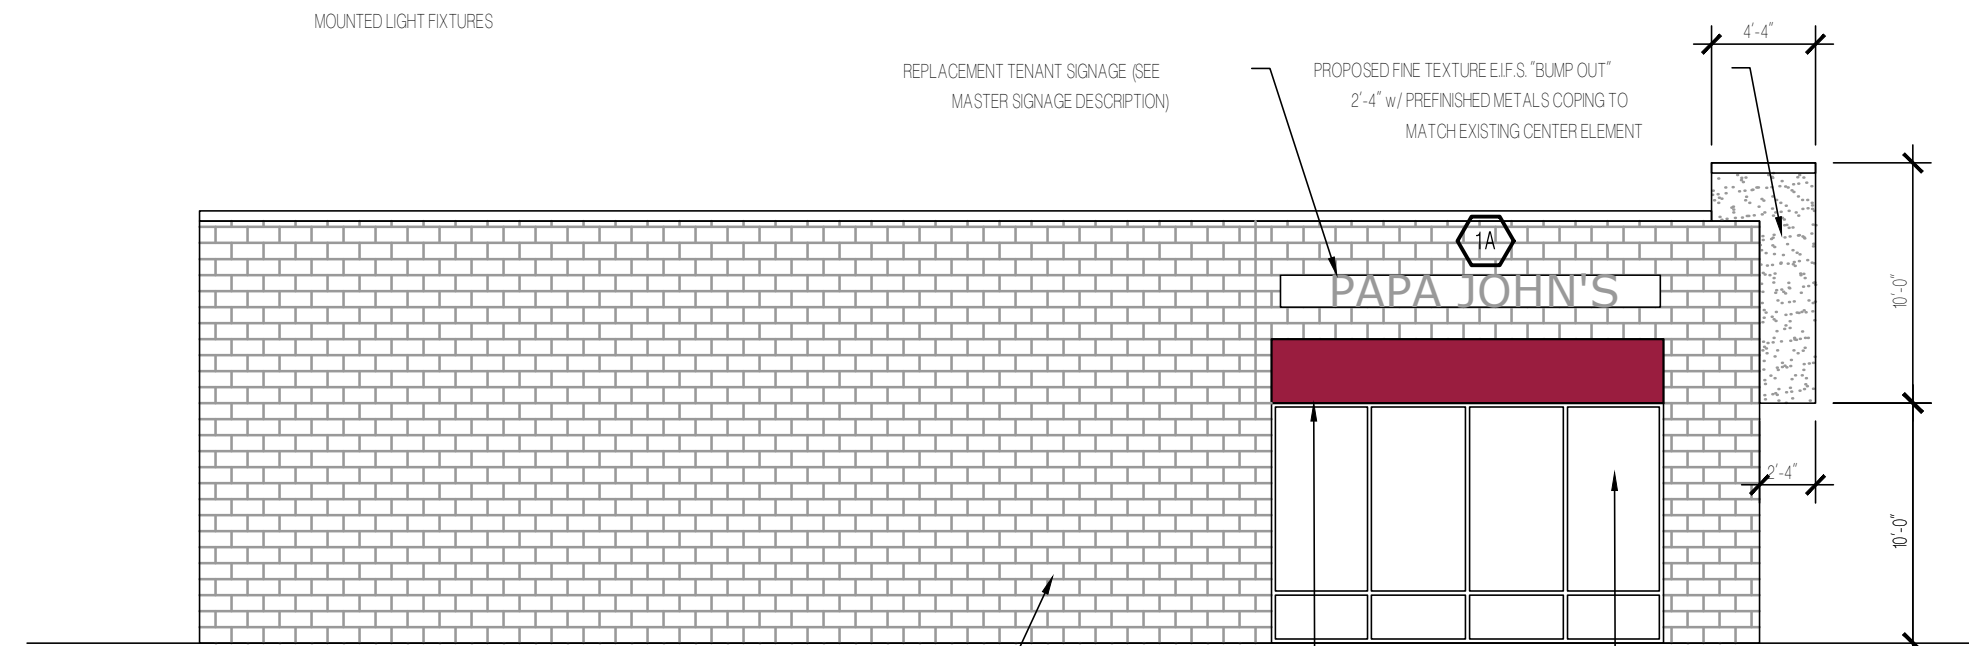 MOUNTED LIGHT FIXTURES
4'-4"
REPLACEMENT TENANT SIGNAGE (SEE
MASTER SIGNAGE DESCRIPTION)
PROPOSED FINE TEXTURE E.I.F.S. "BUMP OUT"
2'-4" w/ PREFINISHED METALS COPING TO
MATCH EXISTING CENTER ELEMENT
1A
PAPA JOHN'S
10'-0"
2'-4"
10'-0"